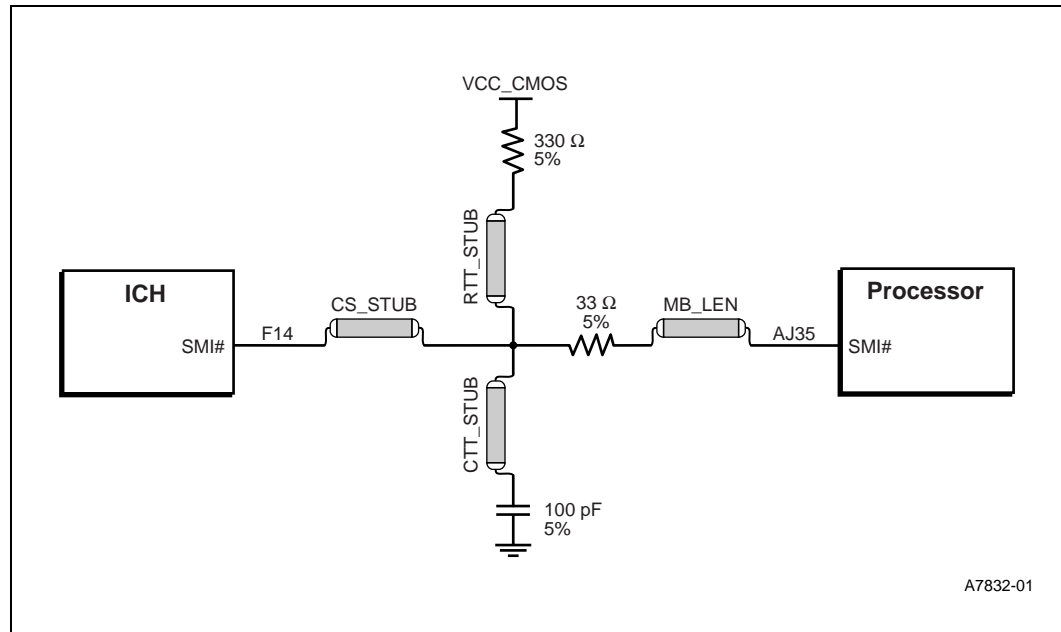 VCC_CMOS
330 Ω
5%
RTT_STUB
ICH
SMI#
F14
CS_STUB
33 Ω
5%
MB_LEN
AJ35
Processor
SMI#
CTT_STUB
100 pF
5%
A7832-01